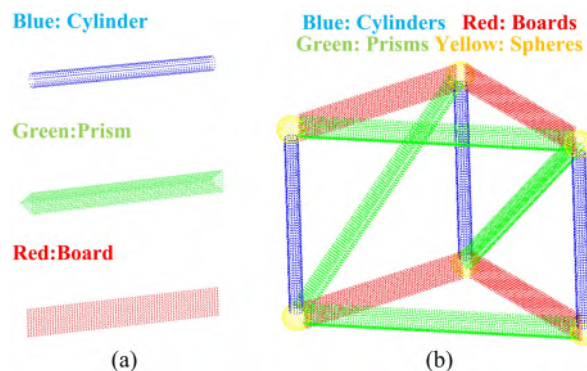 Blue: Cylinder
Green:Prism
Red:Board
(a)
Blue: Cylinders Red: Boards
Green: Prisms Yellow: Spheres
(b)